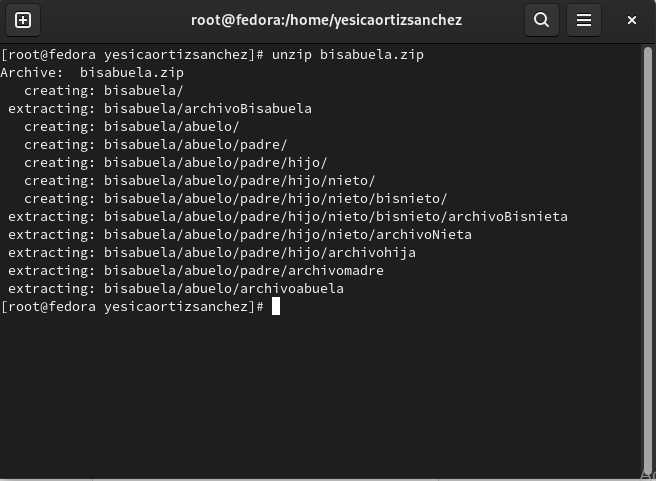 root@fedora:/home/yesicaortizsanchez
[root@fedora yesicaortizsanchez]# unzip bisabuela.zip
Archive:  bisabuela.zip
   creating: bisabuela/
 extracting: bisabuela/archivoBisabuela
   creating: bisabuela/abuelo/
   creating: bisabuela/abuelo/padre/
   creating: bisabuela/abuelo/padre/hijo/
   creating: bisabuela/abuelo/padre/hijo/nieto/
   creating: bisabuela/abuelo/padre/hijo/nieto/bisnieto/
 extracting: bisabuela/abuelo/padre/hijo/nieto/bisnieto/archivoBisnieta
 extracting: bisabuela/abuelo/padre/hijo/nieto/archivoNieta
 extracting: bisabuela/abuelo/padre/hijo/archivohija
 extracting: bisabuela/abuelo/padre/archivomadre
 extracting: bisabuela/abuelo/archivoabuela
[root@fedora yesicaortizsanchez]#